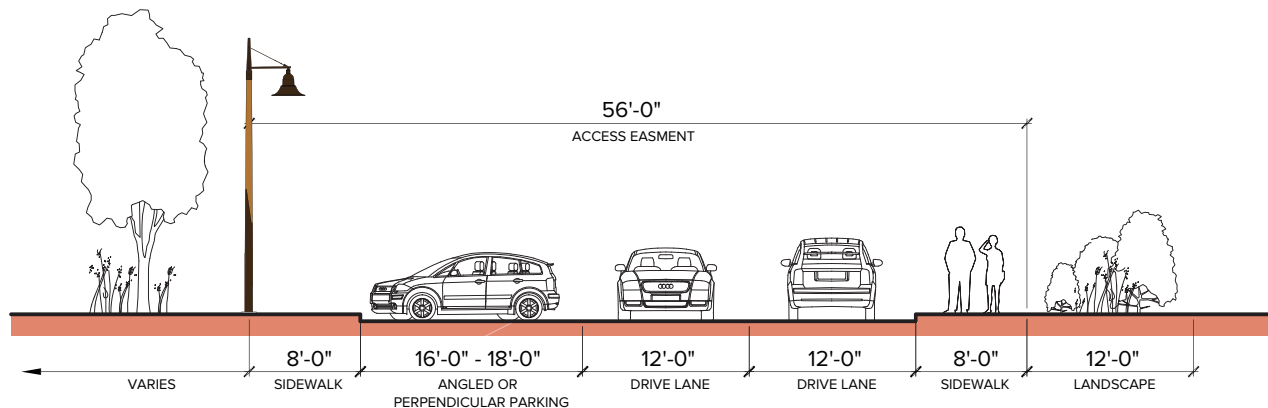 56'-0"
ACCESS EASMENT
8'-0"
16'-0" - 18'-0"
12'-0"
12'-0"
8'-0"
12'-0"
VARIES
SIDEWALK
ANGLED OR
PERPENDICULAR PARKING
DRIVE LANE
DRIVE LANE
SIDEWALK
LANDSCAPE